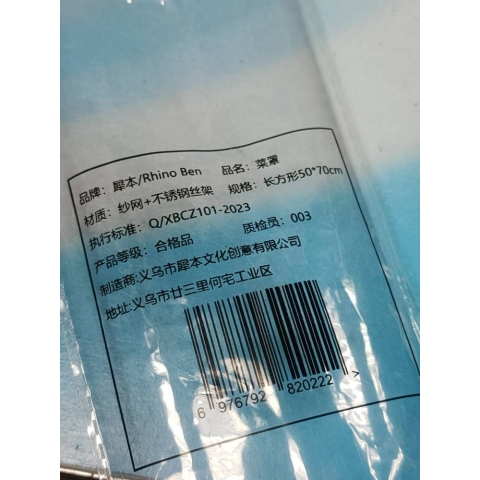 品牌：犀本/Rhino Ben 品名：菜罩
材质：纱网+不锈钢丝架 规格：长方形50*70cm
执行标准：Q/XBCZ101-2023
产品等级：合格品 质检员：003
制造商：义乌市犀本文化创意有限公司
地址：义乌市廿三里何宅工业区
6 976792 820222 >